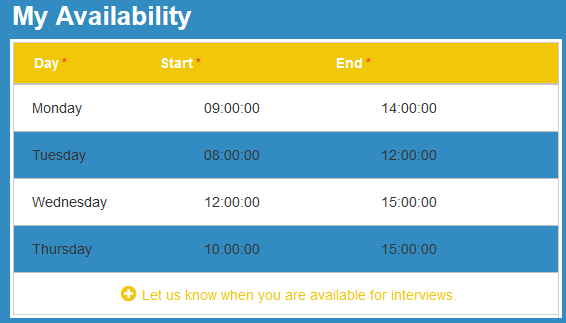 My Availability
Day * Start * End *
Monday 09:00:00 14:00:00
Tuesday 08:00:00 12:00:00
Wednesday 12:00:00 15:00:00
Thursday 10:00:00 15:00:00
Let us know when you are available for interviews.